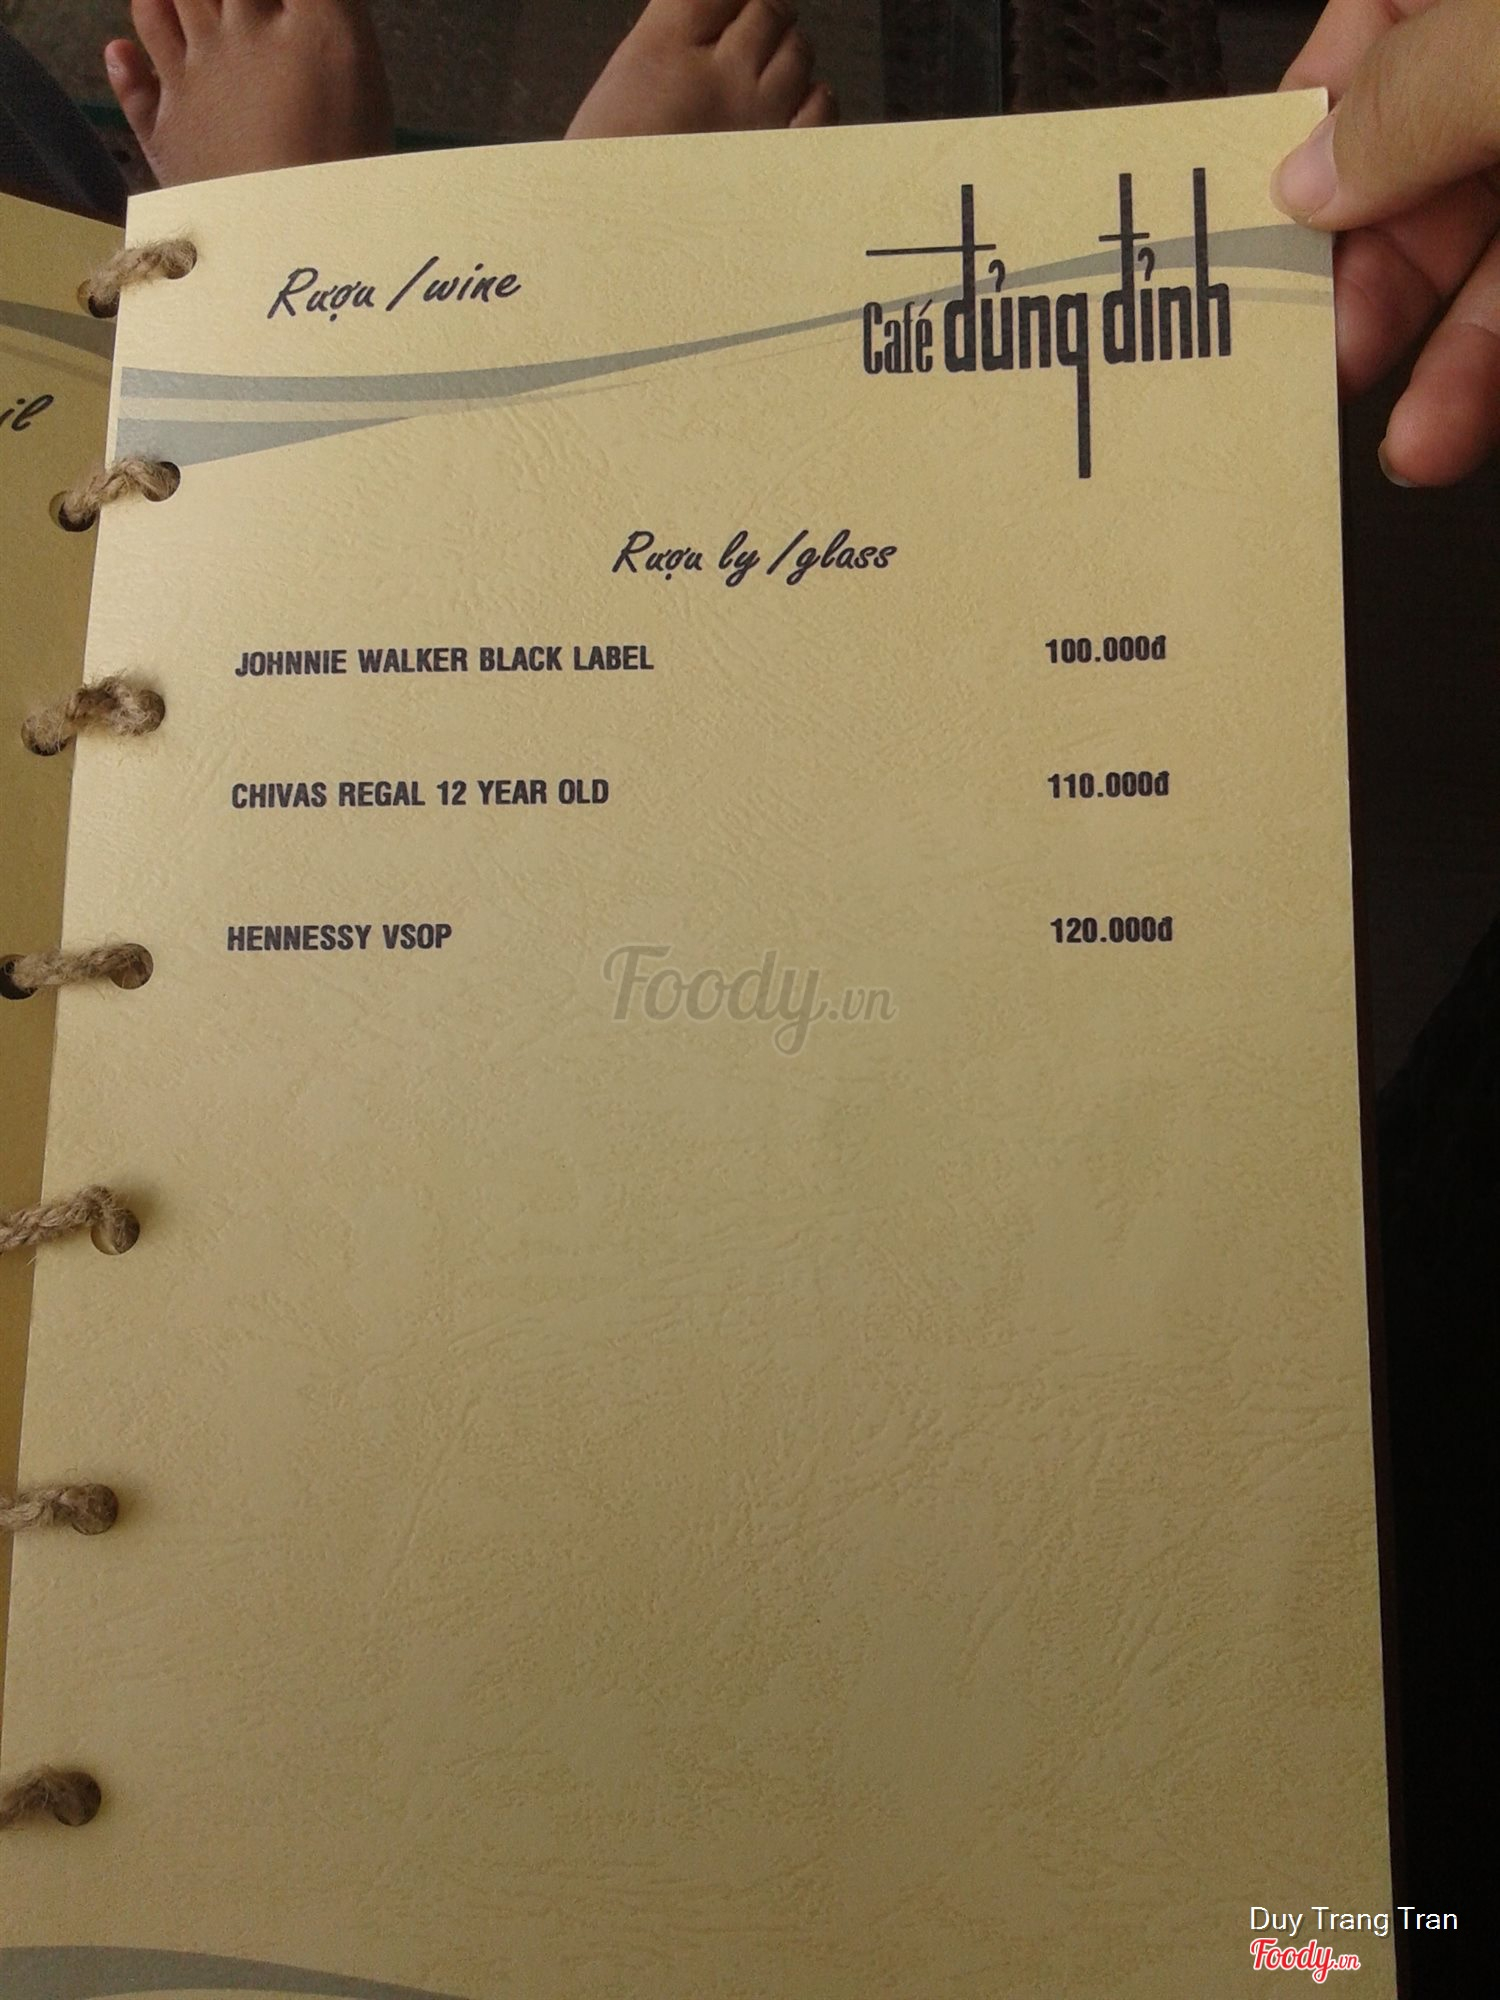 Rượu / wine
Café đủng đỉnh
il
Rượu ly / glass
JOHNNIE WALKER BLACK LABEL 100.000đ
CHIVAS REGAL 12 YEAR OLD 110.000đ
HENNESSY VSOP 120.000đ
Foody.vn
Duy Trang Tran
Foody.vn